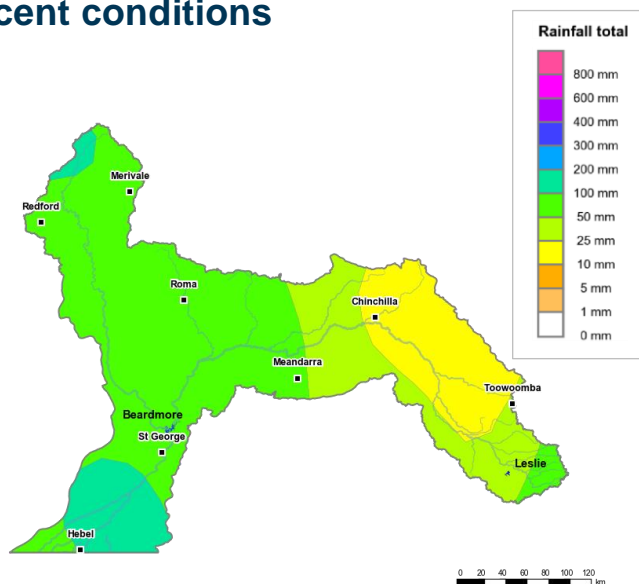 cent conditions
Rainfall total
800 mm
600 mm
400 mm
300 mm
200 mm
100 mm
50 mm
25 mm
10 mm
5 mm
1 mm
0 mm
Merivale
Redford
Roma
Chinchilla
Meandarra
Toowoomba
Beardmore
St George
Leslie
Hebel
0 20 40 60 80 100 120
km